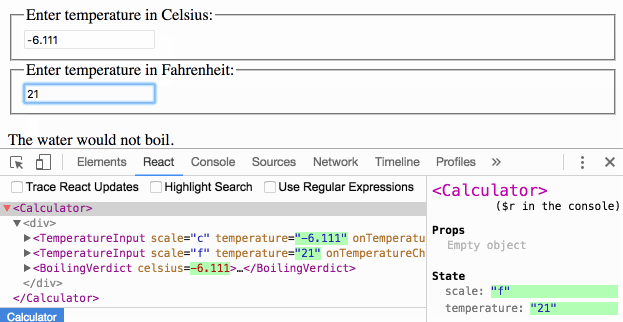 Enter temperature in Celsius:
-6.111
Enter temperature in Fahrenheit:
21
The water would not boil.
Elements React Console Sources Network Timeline Profiles »
Trace React Updates Highlight Search Use Regular Expressions
<Calculator>
<div>
<TemperatureInput scale="c" temperature="-6.111" onTemperatu
<TemperatureInput scale="f" temperature="21" onTemperatureCh
<BoilingVerdict celsius=-6.111>…</BoilingVerdict>
</div>
</Calculator>
Calculator
<Calculator>
($r in the console)
Props
Empty object
State
scale: "f"
temperature: "21"